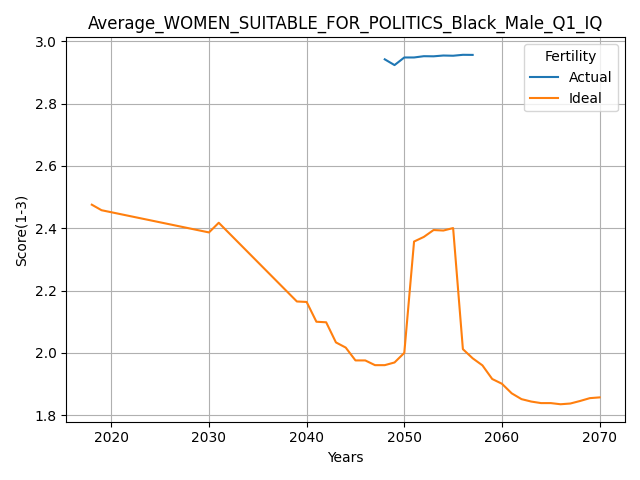 Average_WOMEN_SUITABLE_FOR_POLITICS_Black_Male_Q1_IQ
Fertility
Actual
Ideal
Score(1-3)
3.0
2.8
2.6
2.4
2.2
2.0
1.8
2020 2030 2040 2050 2060 2070
Years